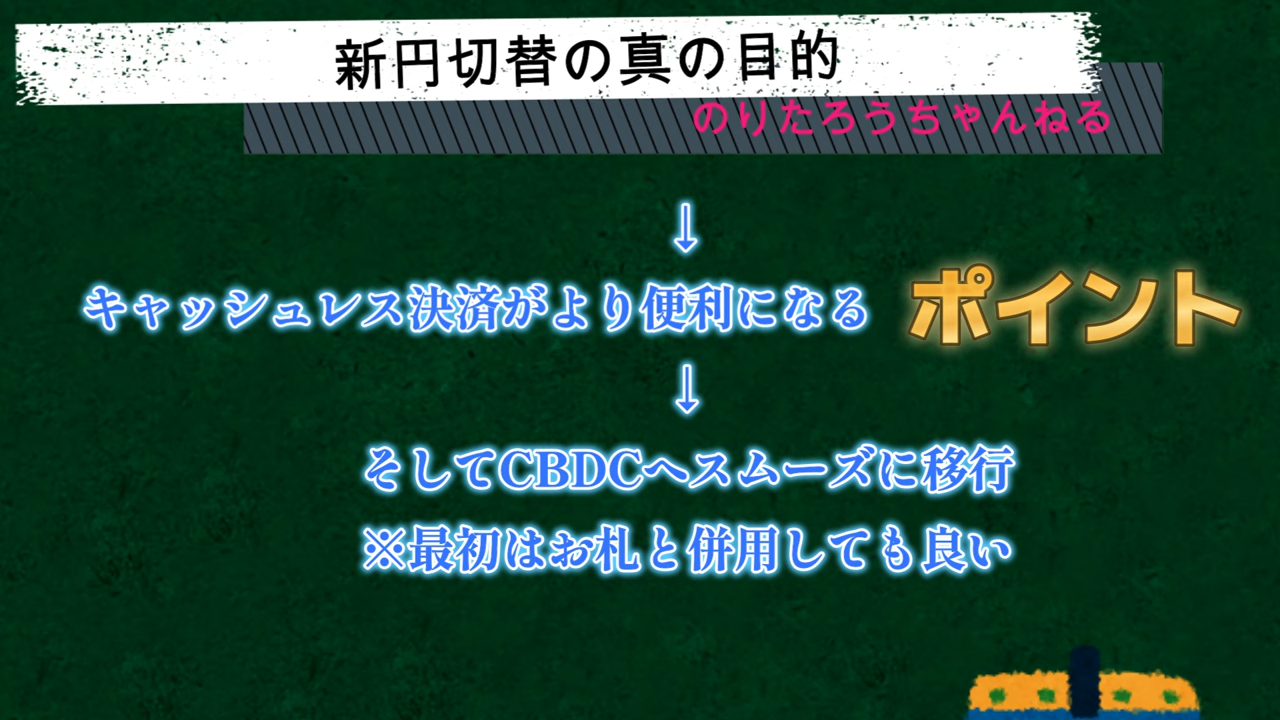 新円切替の真の目的
のりたろうちゃんねる
↓
キャッシュレス決済がより便利になる ポイント
↓
そしてCBDCへスムーズに移行
※最初はお札と併用しても良い